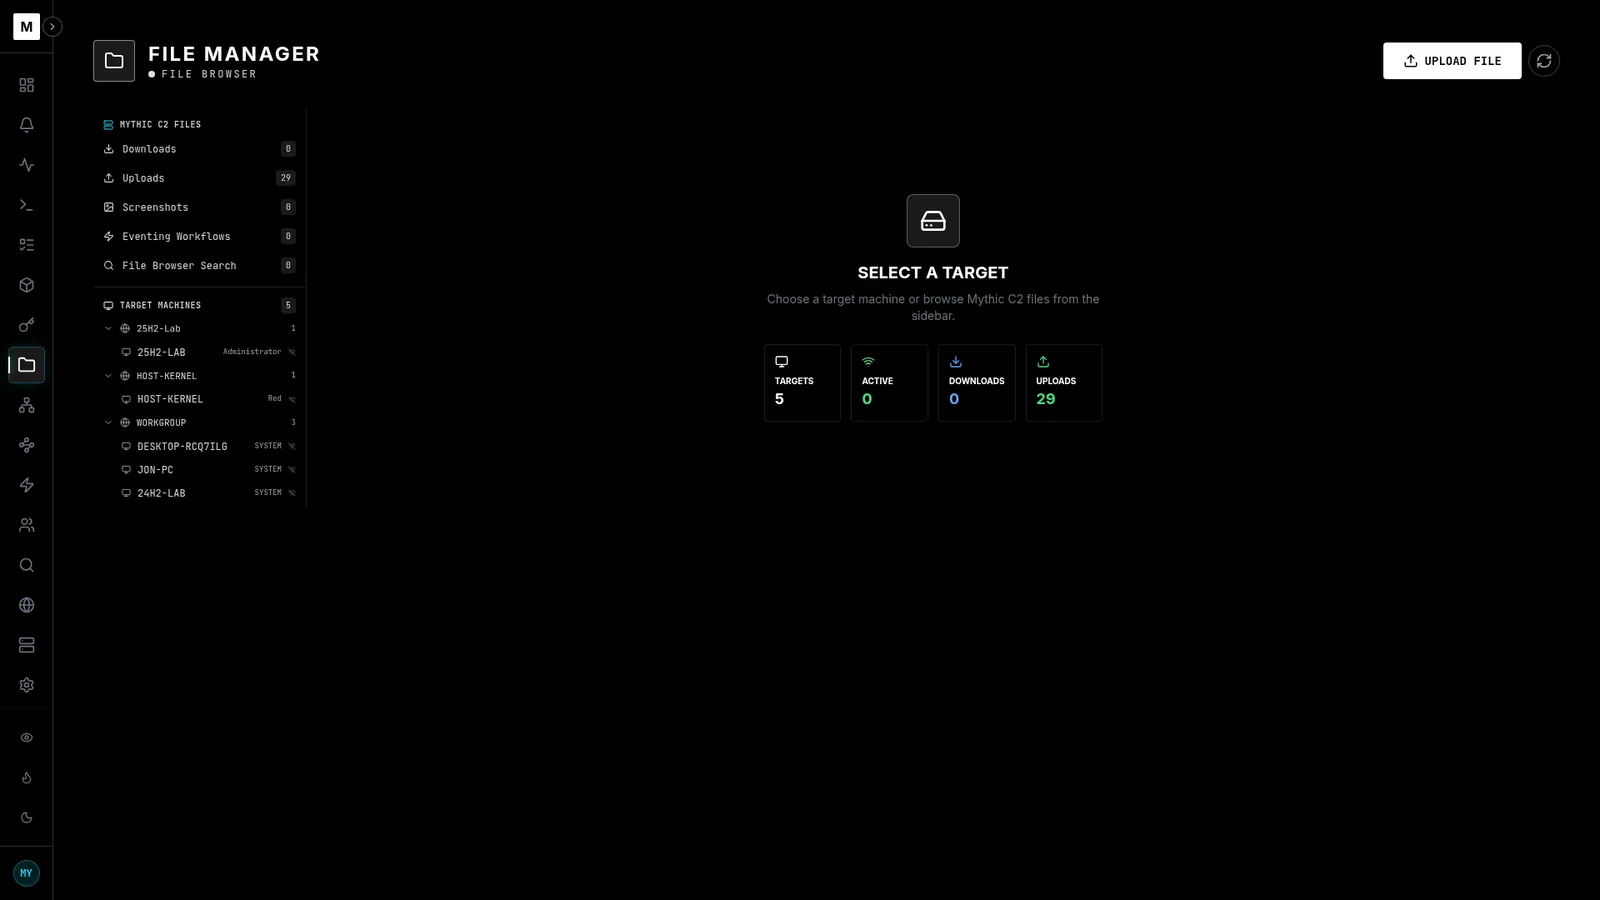 M
FILE MANAGER
FILE BROWSER
UPLOAD FILE
MYTHIC C2 FILES
Downloads 0
Uploads 29
Screenshots 0
Eventing Workflows 0
File Browser Search 0
TARGET MACHINES 5
25H2-Lab 1
25H2-LAB Administrator
HOST-KERNEL 1
HOST-KERNEL Red
WORKGROUP 3
DESKTOP-RCQ7ILG SYSTEM
JON-PC SYSTEM
24H2-LAB SYSTEM
SELECT A TARGET
Choose a target machine or browse Mythic C2 files from the
sidebar.
TARGETS
5
ACTIVE
0
DOWNLOADS
0
UPLOADS
29
MY